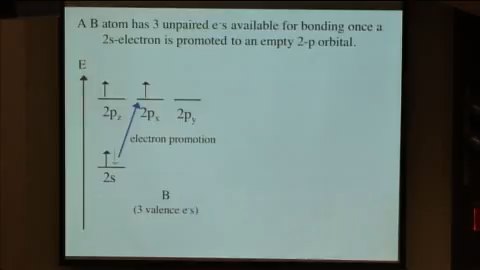 A B atom has 3 unpaired e-s available for bonding once a
2s-electron is promoted to an empty 2-p orbital.
E
2pz 2px 2py
electron promotion
2s
B
(3 valence e-s)